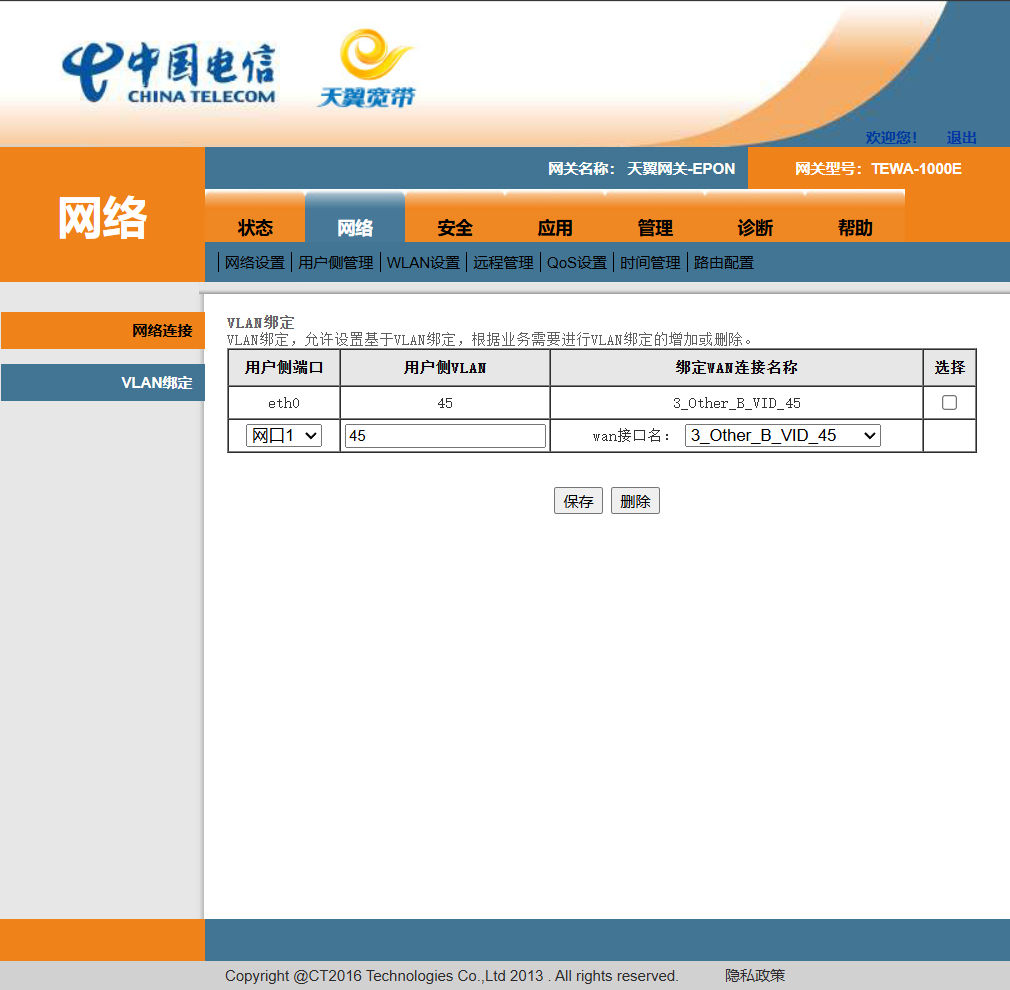 中国电信
CHINA TELECOM
天翼宽带
欢迎您！ 退出
网络
网关名称： 天翼网关-EPON 网关型号：TEWA-1000E
状态 网络 安全 应用 管理 诊断 帮助
网络设置 用户侧管理 WLAN设置 远程管理 QoS设置 时间管理 路由配置
网络连接
VLAN绑定
VLAN绑定
VLAN绑定，允许设置基于VLAN绑定，根据业务需要进行VLAN绑定的增加或删除。
用户侧端口 用户侧VLAN 绑定WAN连接名称 选择
eth0 45 3_Other_B_VID_45
网口1 45 wan接口名： 3_Other_B_VID_45
保存 删除
Copyright @CT2016 Technologies Co.,Ltd 2013 . All rights reserved. 隐私政策